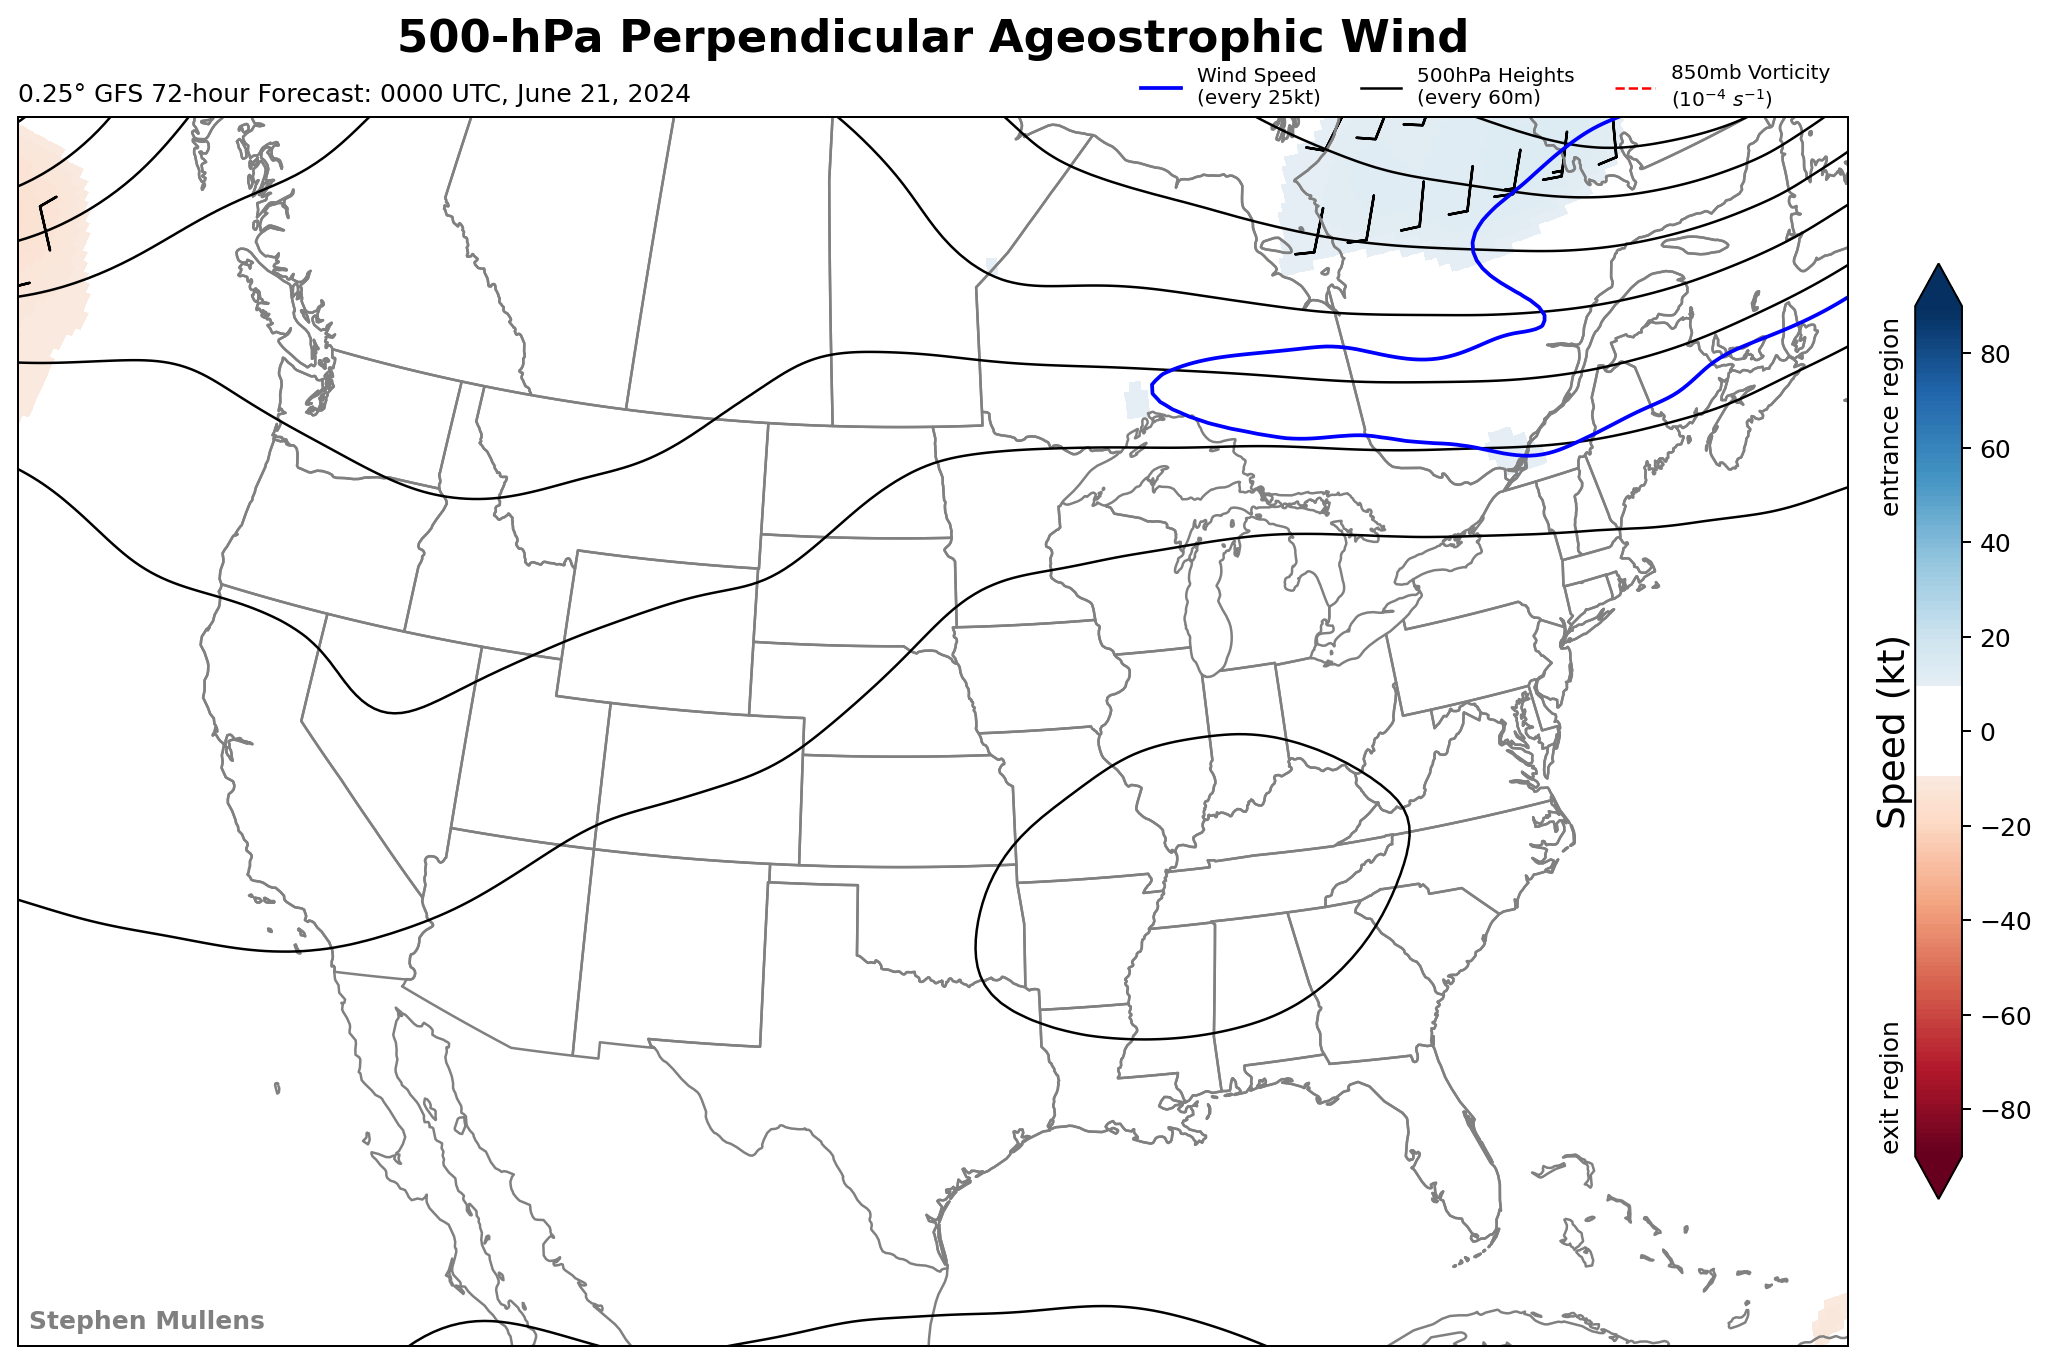 500-hPa Perpendicular Ageostrophic Wind
0.25° GFS 72-hour Forecast: 0000 UTC, June 21, 2024
Wind Speed
(every 25kt)
500hPa Heights
(every 60m)
850mb Vorticity
(10⁻⁴ s⁻¹)
entrance region
Speed (kt)
exit region
80
60
40
20
0
−20
−40
−60
−80
Stephen Mullens